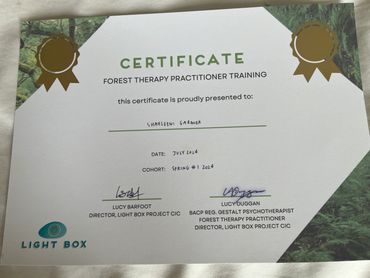 CERTIFICATE
FOREST THERAPY PRACTITIONER TRAINING
this certificate is proudly presented to:
DATE: JULY 2024
COHORT: SPRING #1 2024
LUCY BARFOOT
DIRECTOR, LIGHT BOX PROJECT CIC
LUCY DUGGAN
BACP REG. GESTALT PSYCHOTHERAPIST
FOREST THERAPY PRACTITIONER
DIRECTOR, LIGHT BOX PROJECT CIC
LIGHT BOX